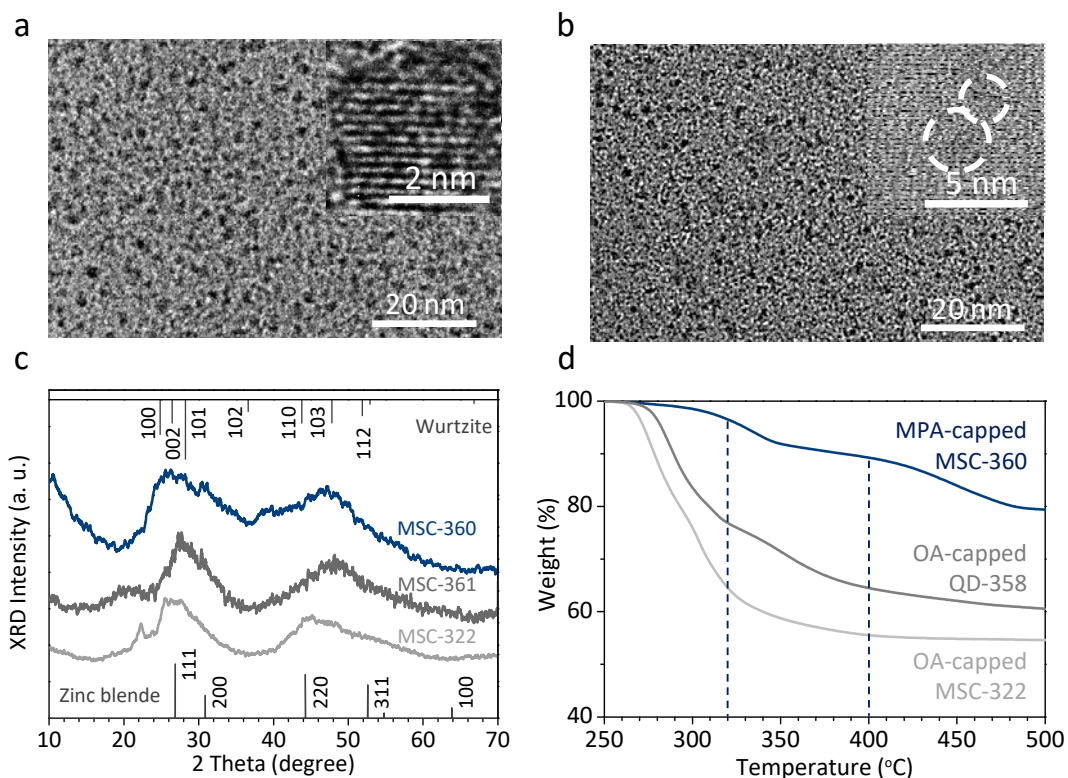 a
2 nm
20 nm
b
5 nm
20 nm
c
XRD Intensity (a. u.)
100
002
101
102
110
103
112
Wurtzite
MSC-360
MSC-361
MSC-322
Zinc blende
111
200
220
311
100
10 20 30 40 50 60 70
2 Theta (degree)
d
Weight (%)
100
80
60
40
MPA-capped
MSC-360
OA-capped
QD-358
OA-capped
MSC-322
250 300 350 400 450 500
Temperature (°C)